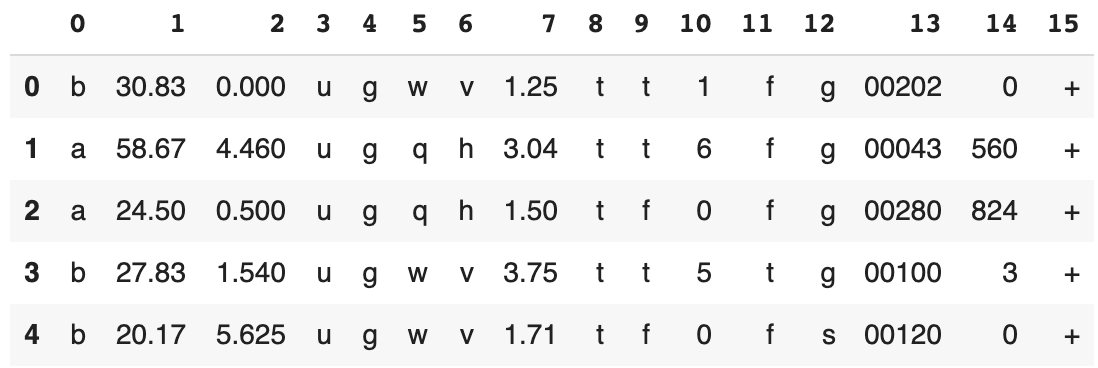 0 1 2 3 4 5 6 7 8 9 10 11 12 13 14 15
0 b 30.83 0.000 u g w v 1.25 t t 1 f g 00202 0 +
1 a 58.67 4.460 u g q h 3.04 t t 6 f g 00043 560 +
2 a 24.50 0.500 u g q h 1.50 t f 0 f g 00280 824 +
3 b 27.83 1.540 u g w v 3.75 t t 5 t g 00100 3 +
4 b 20.17 5.625 u g w v 1.71 t f 0 f s 00120 0 +